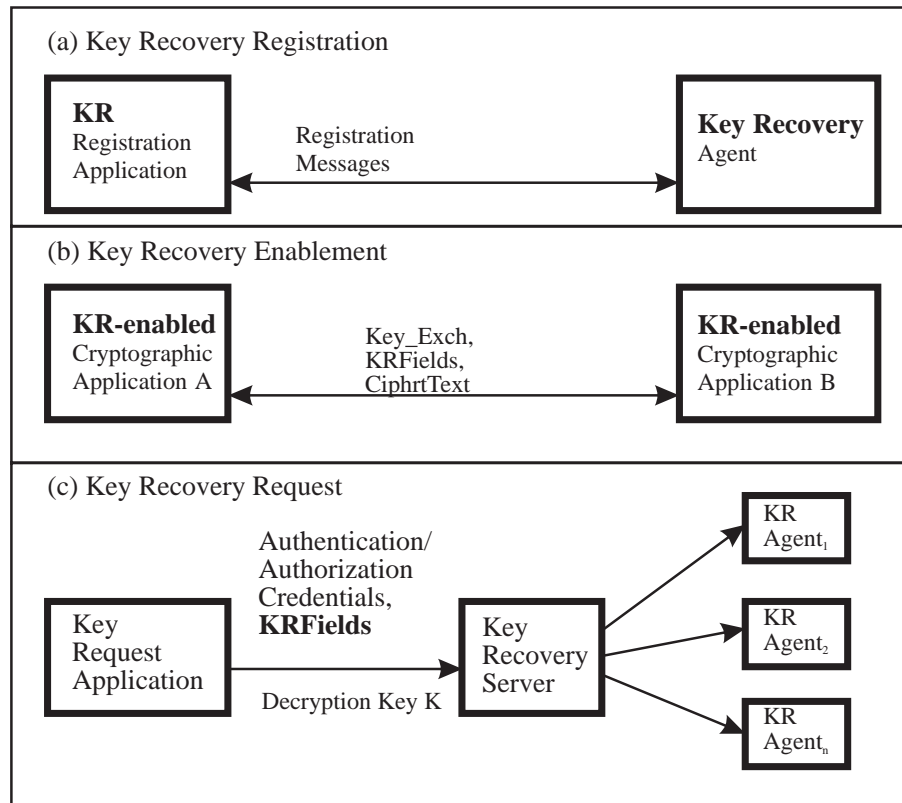 (a) Key Recovery Registration
KR
Registration
Application
Registration
Messages
Key Recovery
Agent
(b) Key Recovery Enablement
KR-enabled
Cryptographic
Application A
Key_Exch,
KRFields,
CiphrtText
KR-enabled
Cryptographic
Application B
(c) Key Recovery Request
Key
Request
Application
Authentication/
Authorization
Credentials,
KRFields
Decryption Key K
Key
Recovery
Server
KR
Agent₁
KR
Agent₂
KR
Agentₙ